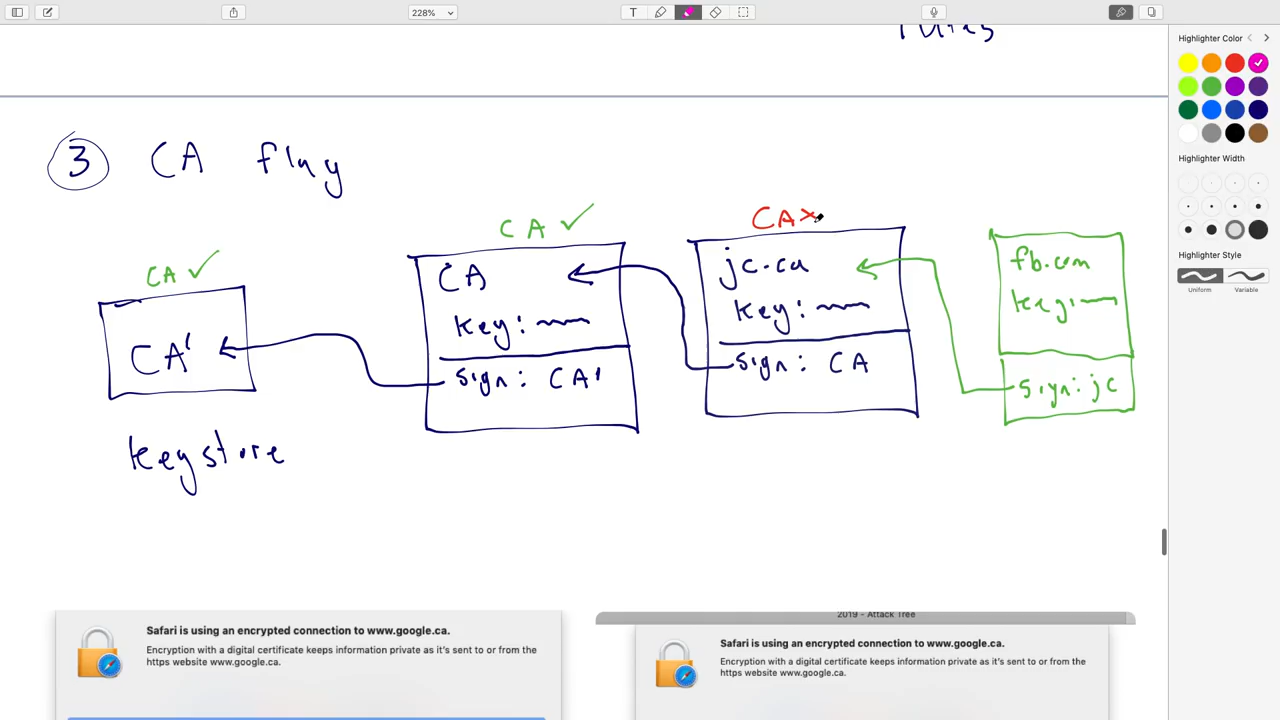 228%
T
Highlighter Color
rules
③ CA flag
CA ✓
CA'
keystore
CA ✓
CA
key:
sign: CA'
CA×
jc.ca
key:
sign: CA
fb.com
key:
sign: jc
Highlighter Width
Highlighter Style
Uniform
Variable
Safari is using an encrypted connection to www.google.ca.
Encryption with a digital certificate keeps information private as it's sent to or from the
https website www.google.ca.
2019 - Attack Tree
Safari is using an encrypted connection to www.google.ca.
Encryption with a digital certificate keeps information private as it's sent to or from the
https website www.google.ca.